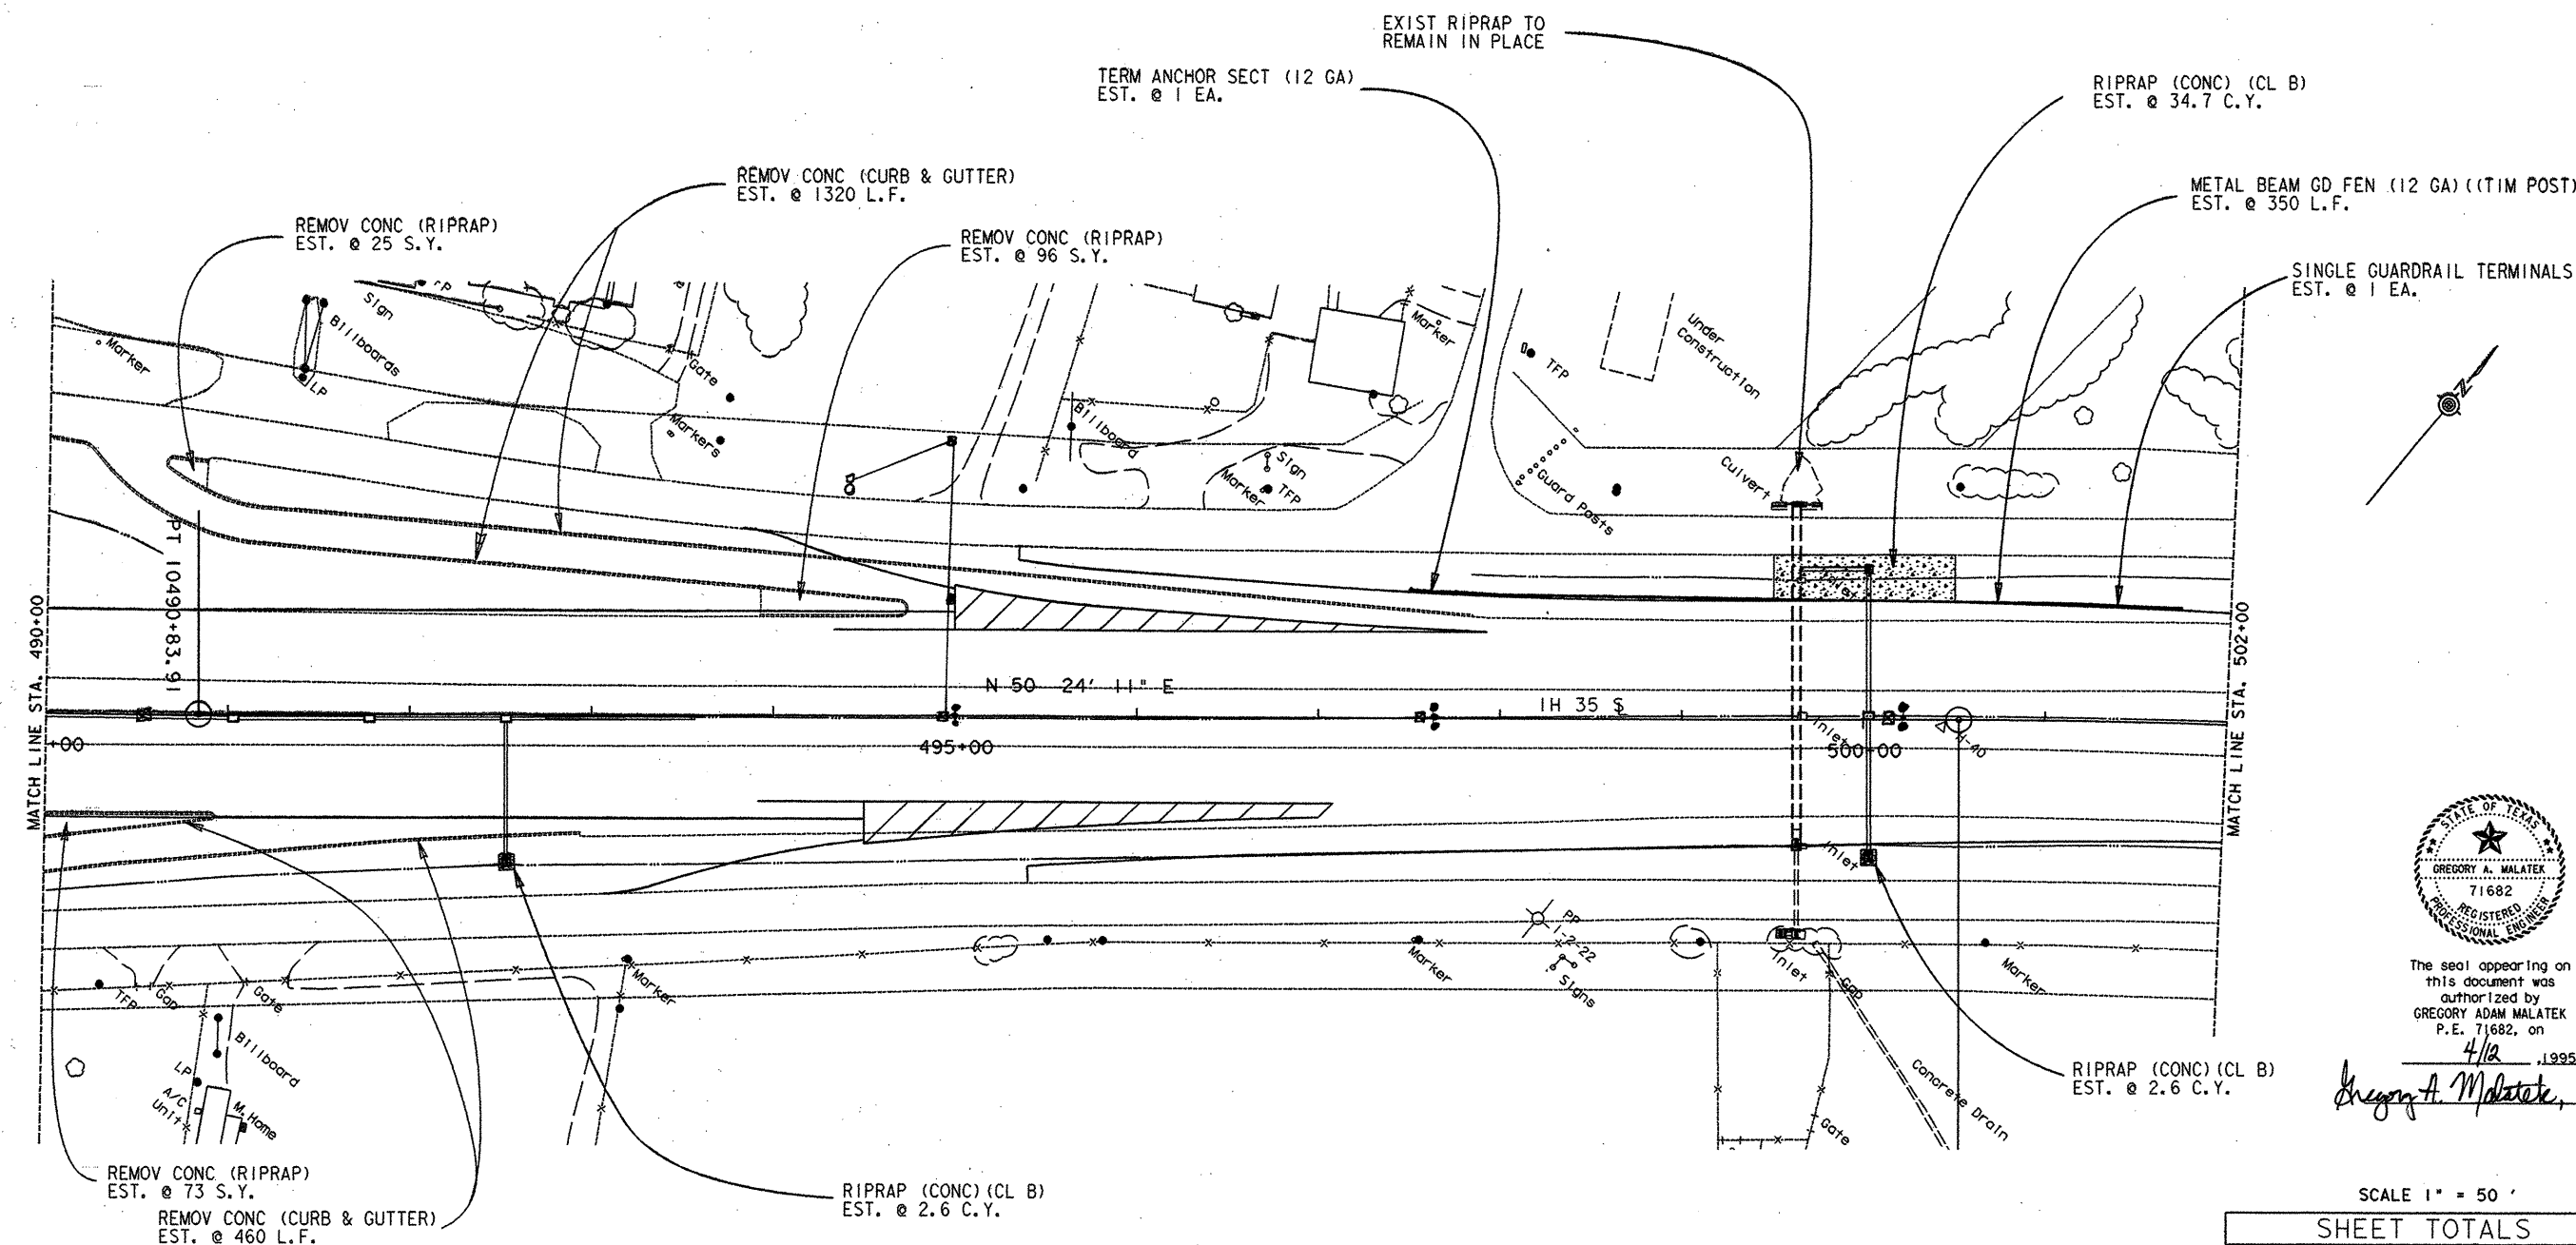 EXIST RIPRAP TO
REMAIN IN PLACE
TERM ANCHOR SECT (12 GA)
EST. @ 1 EA.
RIPRAP (CONC) (CL B)
EST. @ 34.7 C.Y.
REMOV CONC (CURB & GUTTER)
EST. @ 1320 L.F.
METAL BEAM GD FEN (12 GA) ((TIM POST)
EST. @ 350 L.F.
REMOV CONC (RIPRAP)
EST. @ 25 S.Y.
REMOV CONC (RIPRAP)
EST. @ 96 S.Y.
SINGLE GUARDRAIL TERMINALS
EST. @ 1 EA.
Sign
Billboards
Marker
LP
Gate
Markers
Billboard
Marker
Sign
Marker
TFP
TFP
Under
Construction
Guard Posts
Culvert
N
PT 10490+83.91
MATCH LINE STA. 490+00
MATCH LINE STA. 502+00
N 50 24' 11" E
IH 35 ℄
+00
495+00
500+00
Inlet
H-40
Inlet
PP
1-2-22
Signs
Inlet
Gap
Marker
Marker
Marker
TFP
Gap
Gate
Billboard
LP
A/C
Unit
M. Home
Concrete Drain
Gate
STATE OF TEXAS
GREGORY A. MALATEK
71682
REGISTERED
PROFESSIONAL ENGINEER
The seal appearing on
this document was
authorized by
GREGORY ADAM MALATEK
P.E. 71682, on
4/12 ,1995
Gregory A. Malatek,
RIPRAP (CONC) (CL B)
EST. @ 2.6 C.Y.
REMOV CONC (RIPRAP)
EST. @ 73 S.Y.
REMOV CONC (CURB & GUTTER)
EST. @ 460 L.F.
RIPRAP (CONC) (CL B)
EST. @ 2.6 C.Y.
SCALE 1" = 50 '
SHEET TOTALS